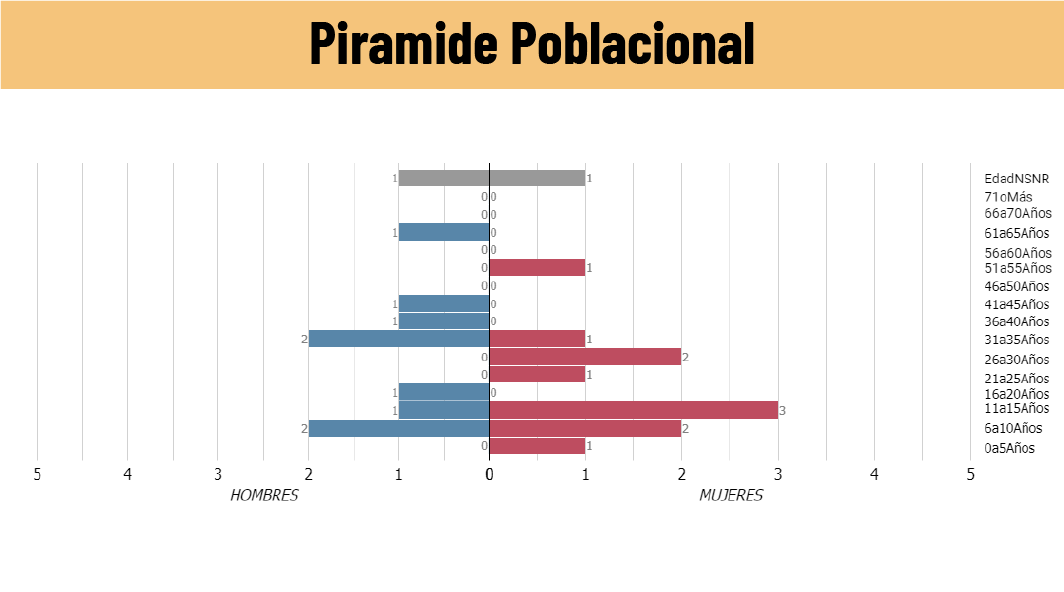 Piramide Poblacional
1 1 EdadNSNR
0 0 71oMás
0 0 66a70Años
1 0 61a65Años
0 0 56a60Años
0 1 51a55Años
0 0 46a50Años
1 0 41a45Años
1 0 36a40Años
2 1 31a35Años
0 2 26a30Años
0 1 21a25Años
1 0 16a20Años
1 3 11a15Años
2 2 6a10Años
0 1 0a5Años
5 4 3 2 1 0 1 2 3 4 5
HOMBRES MUJERES